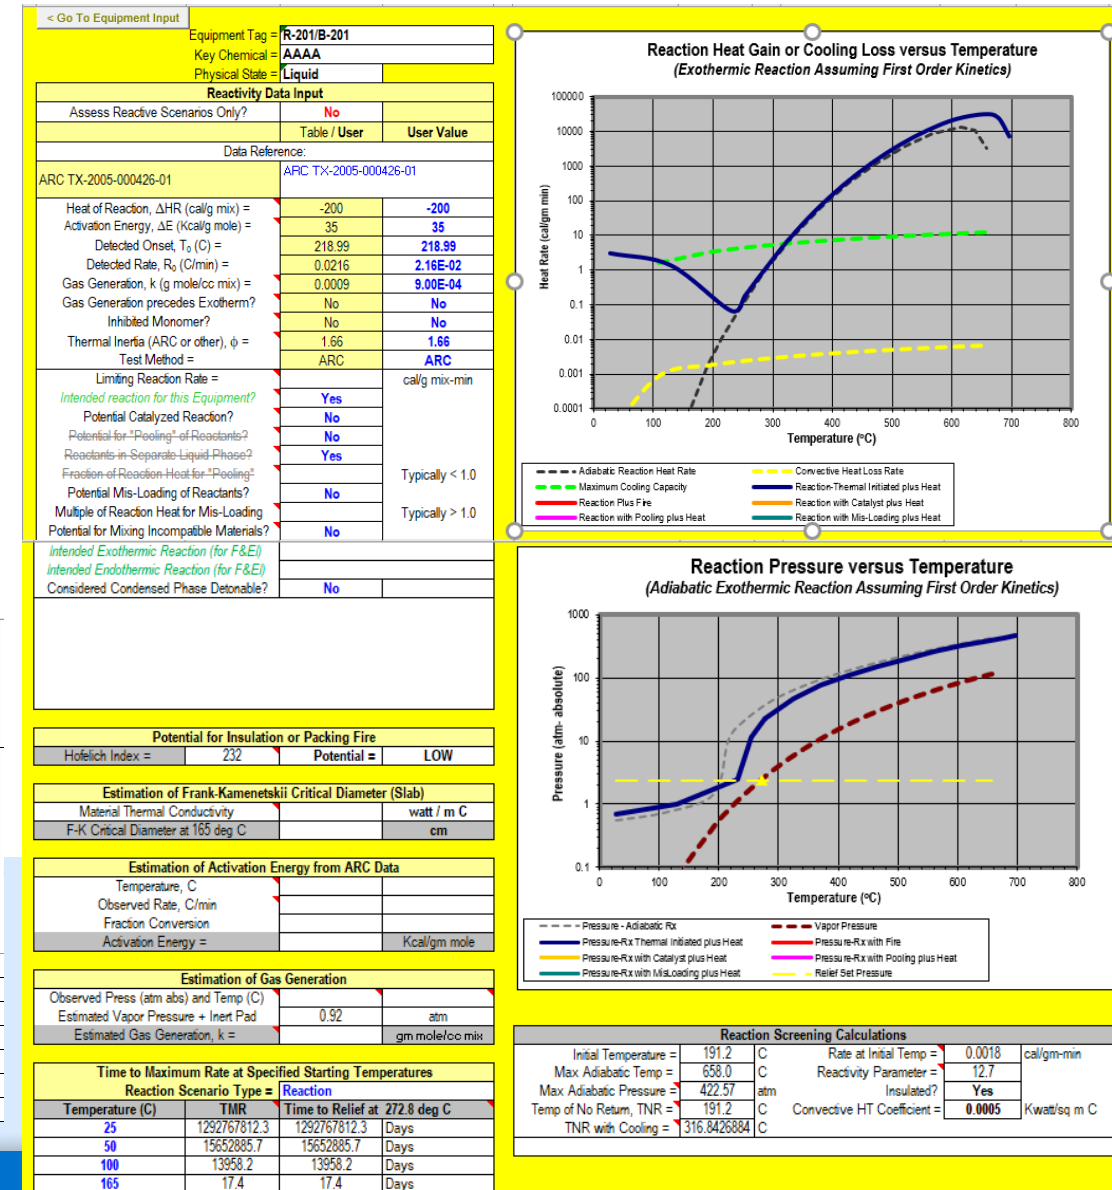 < Go To Equipment Input
Equipment Tag = R-201/B-201
Key Chemical = AAAA
Physical State = Liquid
Reactivity Data Input
Assess Reactive Scenarios Only? No
Table / User User Value
Data Reference:
ARC TX-2005-000426-01 ARC TX-2005-000426-01
Heat of Reaction, ΔHR (cal/g mix) = -200 -200
Activation Energy, ΔE (Kcal/g mole) = 35 35
Detected Onset, T₀ (C) = 218.99 218.99
Detected Rate, R₀ (C/min) = 0.0216 2.16E-02
Gas Generation, k (g mole/cc mix) = 0.0009 9.00E-04
Gas Generation precedes Exotherm? No No
Inhibited Monomer? No No
Thermal Inertia (ARC or other), ϕ = 1.66 1.66
Test Method = ARC ARC
Limiting Reaction Rate = cal/g mix-min
Intended reaction for this Equipment? Yes
Potential Catalyzed Reaction? No
Potential for "Pooling" of Reactants? No
Reactants in Separate Liquid Phase? Yes
Fraction of Reaction Heat for "Pooling" Typically < 1.0
Potential Mis-Loading of Reactants? No
Multiple of Reaction Heat for Mis-Loading Typically > 1.0
Potential for Mixing Incompatible Materials? No
Intended Exothermic Reaction (for F&EI)
Intended Endothermic Reaction (for F&EI)
Considered Condensed Phase Detonable? No
Potential for Insulation or Packing Fire
Hofelich Index = 232 Potential = LOW
Estimation of Frank-Kamenetskii Critical Diameter (Slab)
Material Thermal Conductivity watt / m C
F-K Critical Diameter at 165 deg C cm
Estimation of Activation Energy from ARC Data
Temperature, C
Observed Rate, C/min
Fraction Conversion
Activation Energy = Kcal/gm mole
Estimation of Gas Generation
Observed Press (atm abs) and Temp (C)
Estimated Vapor Pressure + Inert Pad 0.92 atm
Estimated Gas Generation, k = gm mole/cc mix
Time to Maximum Rate at Specified Starting Temperatures
Reaction Scenario Type = Reaction
Temperature (C) TMR Time to Relief at 272.8 deg C
25 1292767812.3 1292767812.3 Days
50 15652885.7 15652885.7 Days
100 13958.2 13958.2 Days
165 17.4 17.4 Days
Reaction Heat Gain or Cooling Loss versus Temperature
(Exothermic Reaction Assuming First Order Kinetics)
Heat Rate (cal/gm min)
100000
10000
1000
100
10
1
0.1
0.01
0.001
0.0001
0 100 200 300 400 500 600 700 800
Temperature (ºC)
Adiabatic Reaction Heat Rate Convective Heat Loss Rate
Maximum Cooling Capacity Reaction-Thermal Initiated plus Heat
Reaction Plus Fire Reaction with Catalyst plus Heat
Reaction with Pooling plus Heat Reaction with Mis-Loading plus Heat
Reaction Pressure versus Temperature
(Adiabatic Exothermic Reaction Assuming First Order Kinetics)
Pressure (atm- absolute)
1000
100
10
1
0.1
0 100 200 300 400 500 600 700 800
Temperature (ºC)
Pressure - Adiabatic Rx Vapor Pressure
Pressure-Rx Thermal Initiated plus Heat Pressure-Rx with Fire
Pressure-Rx with Catalyst plus Heat Pressure-Rx with Pooling plus Heat
Pressure-Rx with MisLoading plus Heat Relief Set Pressure
Reaction Screening Calculations
Initial Temperature = 191.2 C Rate at Initial Temp = 0.0018 cal/gm-min
Max Adiabatic Temp = 658.0 C Reactivity Parameter = 12.7
Max Adiabatic Pressure = 422.57 atm Insulated? Yes
Temp of No Return, TNR = 191.2 C Convective HT Coefficient = 0.0005 Kwatt/sq m C
TNR with Cooling = 316.8426884 C